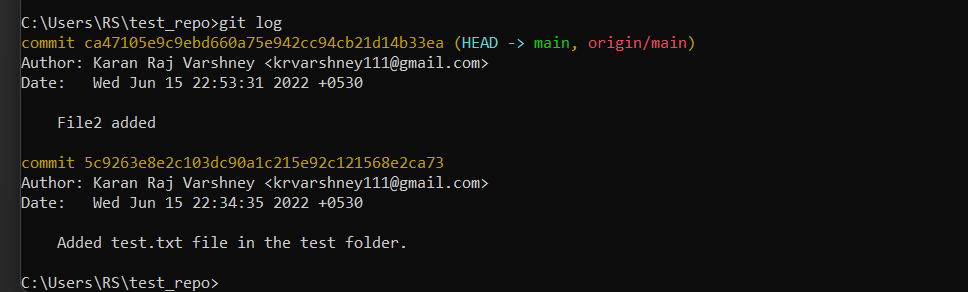 C:\Users\RS\test_repo>git log
commit ca47105e9c9ebd660a75e942cc94cb21d14b33ea (HEAD -> main, origin/main)
Author: Karan Raj Varshney <krvarshney111@gmail.com>
Date:   Wed Jun 15 22:53:31 2022 +0530
File2 added
commit 5c9263e8e2c103dc90a1c215e92c121568e2ca73
Author: Karan Raj Varshney <krvarshney111@gmail.com>
Date:   Wed Jun 15 22:34:35 2022 +0530
Added test.txt file in the test folder.
C:\Users\RS\test_repo>